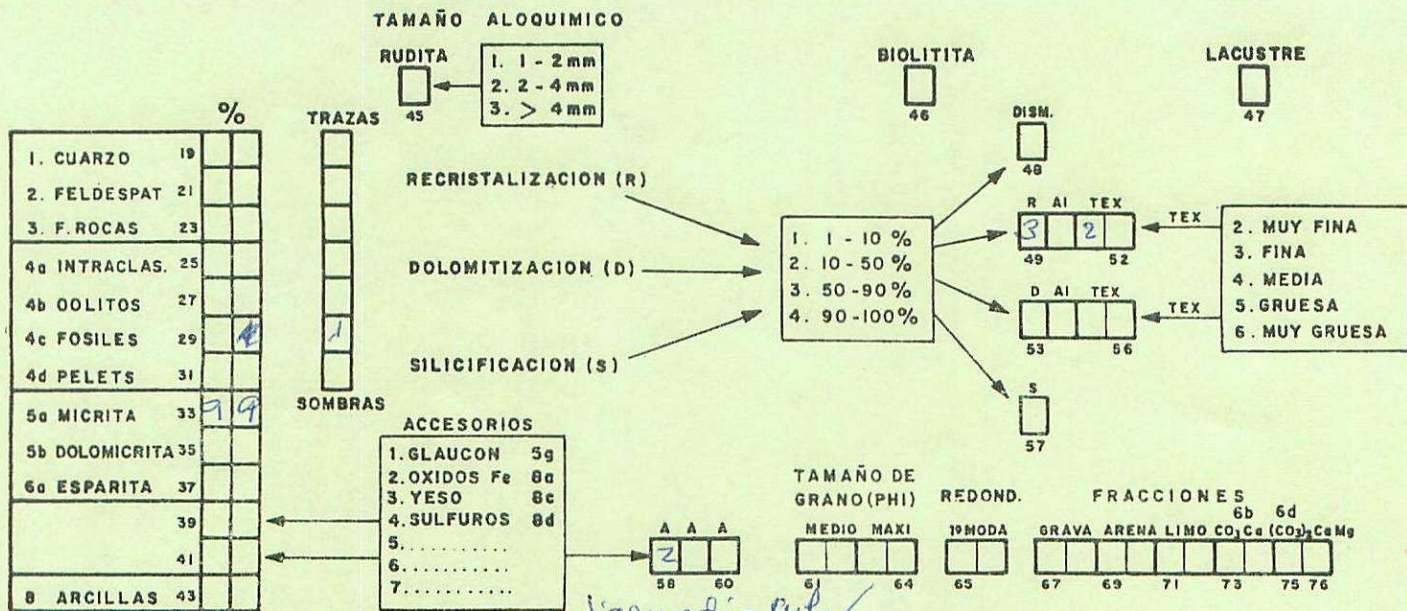 TAMAÑO ALOQUIMICO
RUDITA
45
1. 1 - 2 mm
2. 2 - 4 mm
3. > 4 mm
BIOLITITA
46
LACUSTRE
47
%
TRAZAS
1. CUARZO 19
2. FELDESPAT 21
3. F. ROCAS 23
4a INTRACLAS. 25
4b OOLITOS 27
4c FOSILES 29 1
4d PELETS 31
5a MICRITA 33 9 9
5b DOLOMICRITA 35
6a ESPARITA 37
39
41
8 ARCILLAS 43
SOMBRAS
RECRISTALIZACION (R)
DOLOMITIZACION (D)
SILICIFICACION (S)
1. 1 - 10 %
2. 10 - 50 %
3. 50 - 90 %
4. 90 - 100 %
DISM.
48
R AI TEX
3 2
49 52
D AI TEX
53 56
S
57
TEX
TEX
2. MUY FINA
3. FINA
4. MEDIA
5. GRUESA
6. MUY GRUESA
ACCESORIOS
1. GLAUCON 5g
2. OXIDOS Fe 8a
3. YESO 8c
4. SULFUROS 8d
5. ..........
6. ..........
7. ..........
A A A
2
58 60
TAMAÑO DE
GRANO (PHI)
MEDIO MAXI
61 64
REDOND.
1º MODA
65
FRACCIONES
6b 6d
GRAVA ARENA LIMO CO3Ca (CO3)2CaMg
67 69 71 73 75 76